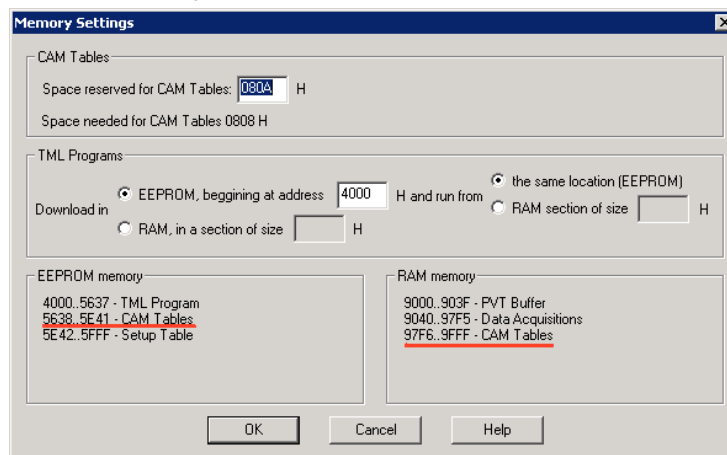 Memory Settings
CAM Tables
Space reserved for CAM Tables: 080A H
Space needed for CAM Tables 0808 H
TML Programs
Download in
EEPROM, beggining at address 4000 H and run from
the same location (EEPROM)
RAM section of size H
RAM, in a section of size H
EEPROM memory
4000..5637 - TML Program
5638..5E41 - CAM Tables
5E42..5FFF - Setup Table
RAM memory
9000..903F - PVT Buffer
9040..97F5 - Data Acquisitions
97F6..9FFF - CAM Tables
OK Cancel Help